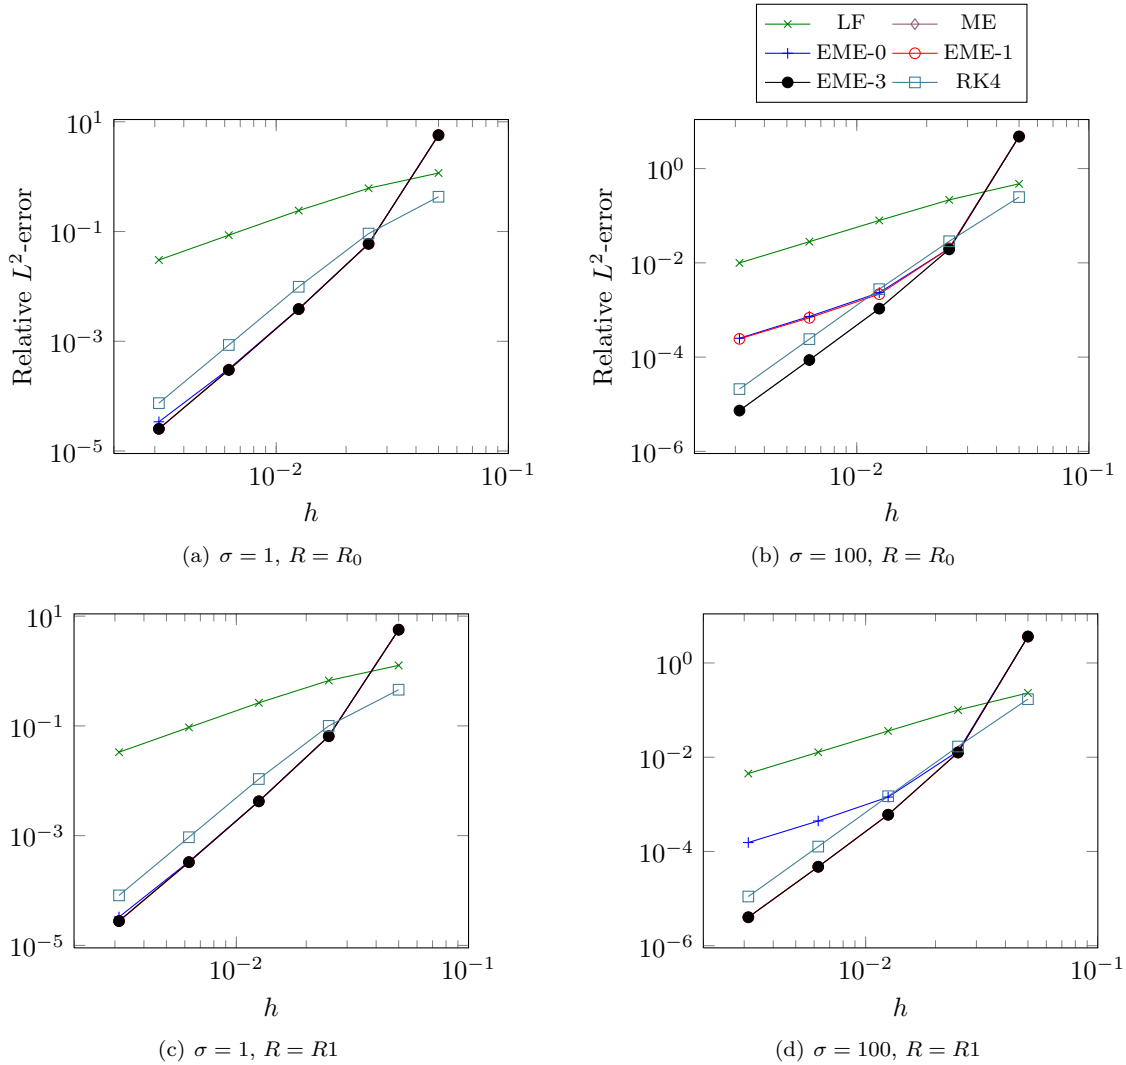 LF ME
EME-0 EME-1
EME-3 RK4
10^1
10^-1
10^-3
10^-5
10^-2 10^-1
Relative L^2-error
h
(a) σ = 1, R = R_0
10^0
10^-2
10^-4
10^-6
10^-2 10^-1
Relative L^2-error
h
(b) σ = 100, R = R_0
10^1
10^-1
10^-3
10^-5
10^-2 10^-1
h
(c) σ = 1, R = R1
10^0
10^-2
10^-4
10^-6
10^-2 10^-1
h
(d) σ = 100, R = R1